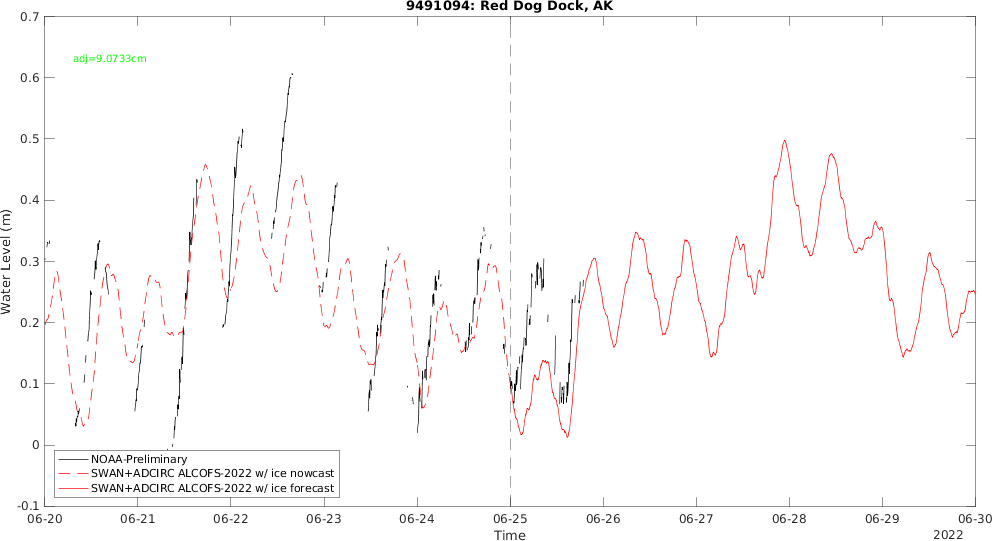 9491094: Red Dog Dock, AK
adj=9.0733cm
Water Level (m)
0.7
0.6
0.5
0.4
0.3
0.2
0.1
0
-0.1
NOAA-Preliminary
SWAN+ADCIRC ALCOFS-2022 w/ ice nowcast
SWAN+ADCIRC ALCOFS-2022 w/ ice forecast
06-20 06-21 06-22 06-23 06-24 06-25 06-26 06-27 06-28 06-29 06-30
Time
2022